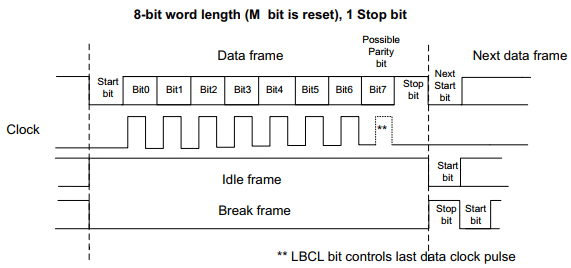 8-bit word length (M bit is reset), 1 Stop bit
Possible
Parity
bit
Data frame
Next data frame
Start
bit
Bit0
Bit1
Bit2
Bit3
Bit4
Bit5
Bit6
Bit7
Stop
bit
Next
Start
bit
Clock
**
Idle frame
Start
bit
Break frame
Stop
bit
Start
bit
** LBCL bit controls last data clock pulse